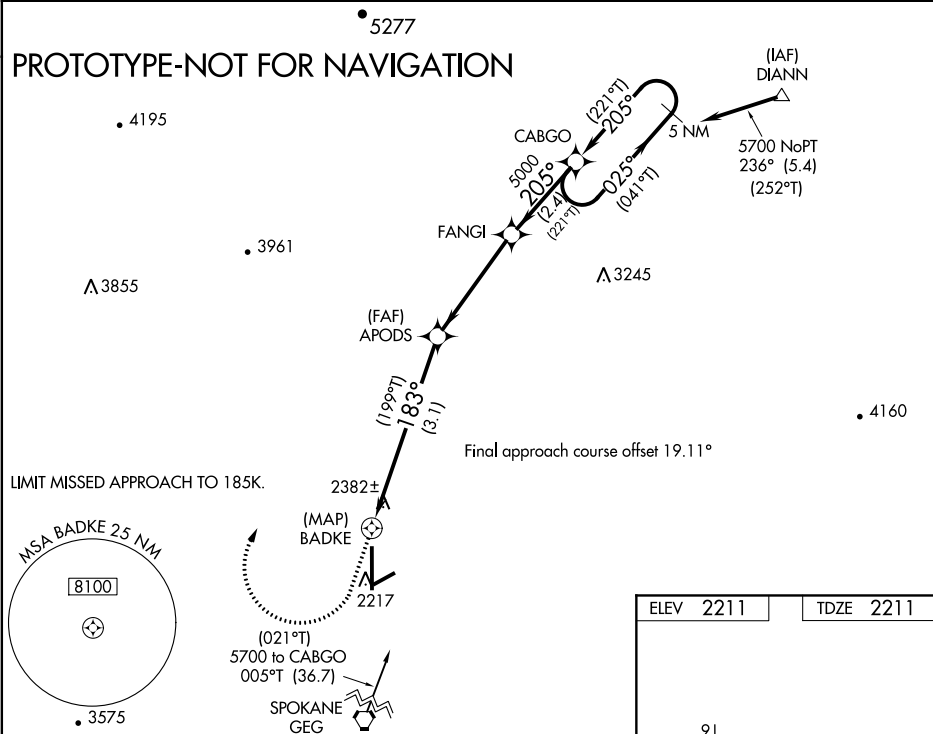 5277
PROTOTYPE-NOT FOR NAVIGATION
4195
(IAF)
DIANN
5 NM
5700 NoPT
236° (5.4)
(252°T)
(221°T)
205°
CABGO
5000
205°
(2.4)
(221°T)
025°
(041°T)
FANGI
3961
3855
3245
(FAF)
APODS
(199°T)
183°
(3.1)
4160
Final approach course offset 19.11°
LIMIT MISSED APPROACH TO 185K.
2382±
(MAP)
BADKE
MSA BADKE 25 NM
8100
2217
(021°T)
5700 to CABGO
005°T (36.7)
SPOKANE
GEG
3575
ELEV 2211
TDZE 2211